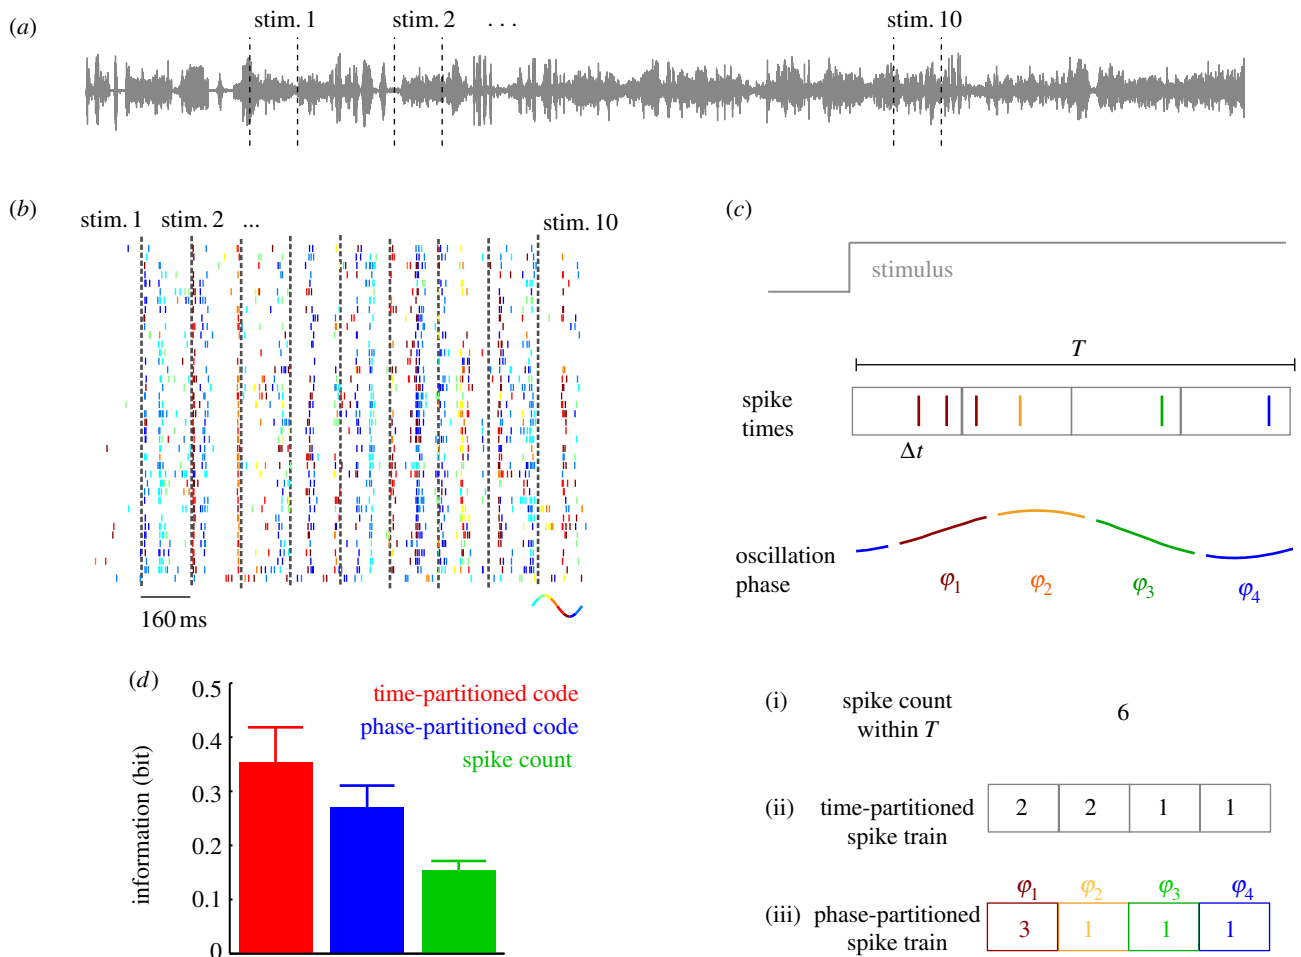 (a)
stim. 1
stim. 2
. . .
stim. 10
(b)
stim. 1
stim. 2
...
stim. 10
160 ms
(c)
stimulus
T
spike
times
Δt
oscillation
phase
φ1
φ2
φ3
φ4
(d)
0.5
0.4
0.3
0.2
0.1
0
information (bit)
time-partitioned code
phase-partitioned code
spike count
(i)
spike count
within T
6
(ii)
time-partitioned
spike train
2 2 1 1
φ1 φ2 φ3 φ4
(iii)
phase-partitioned
spike train
3 1 1 1